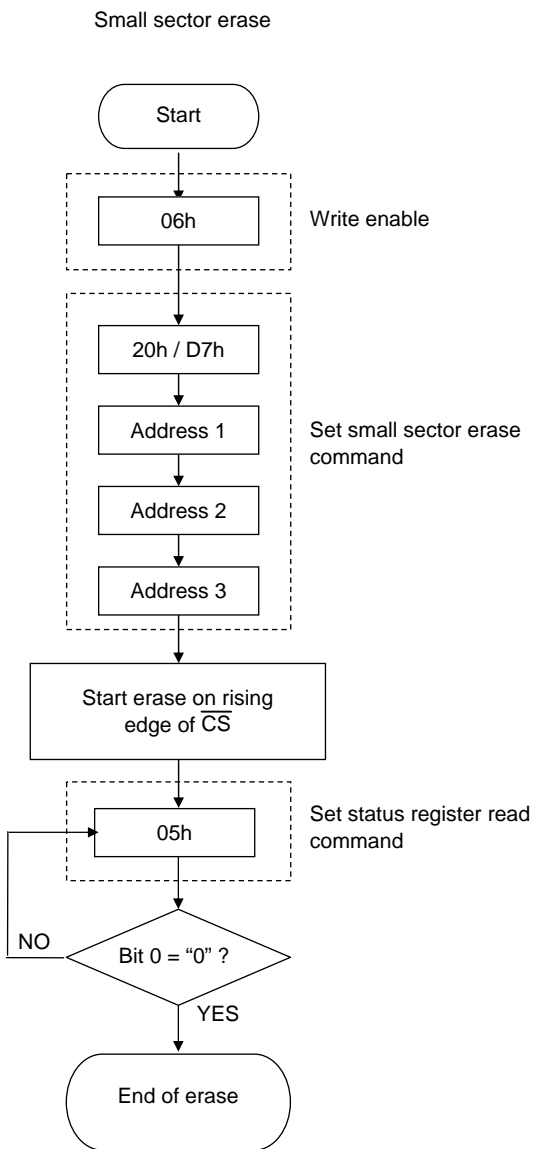 Small sector erase
Start
06h
Write enable
20h / D7h
Address 1
Set small sector erase
command
Address 2
Address 3
Start erase on rising
edge of C̅S̅
05h
Set status register read
command
NO
Bit 0 = “0” ?
YES
End of erase